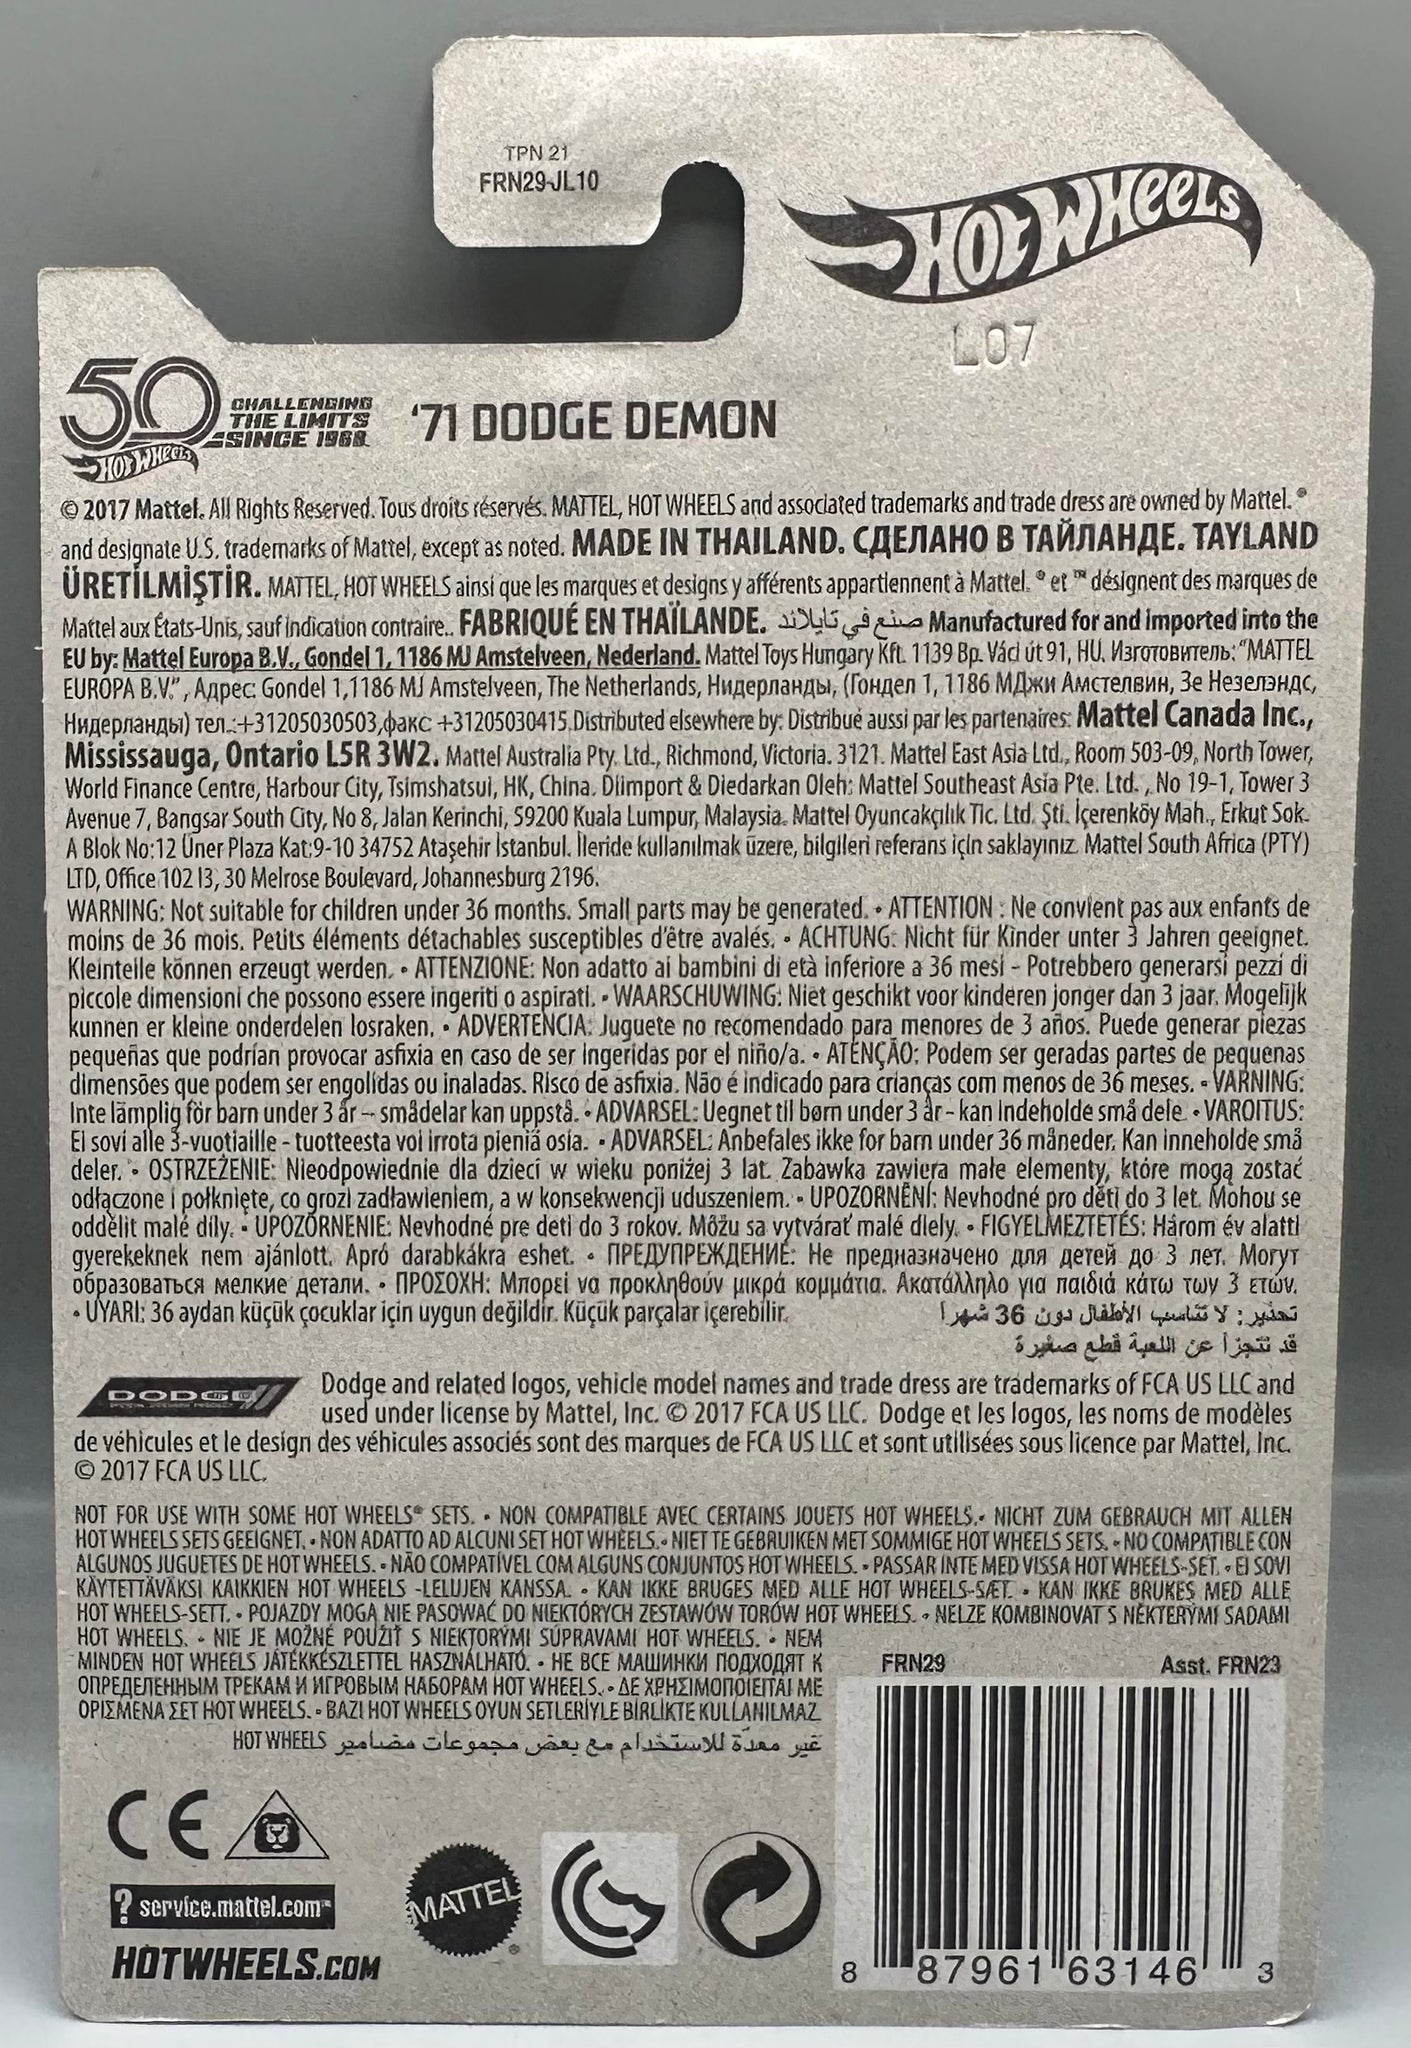 TPN 21
FRN29-JL10
HOT WHEELS
L07
50 CHALLENGING
THE LIMITS
SINCE 1968
HOT WHEELS
'71 DODGE DEMON
© 2017 Mattel. All Rights Reserved. Tous droits réservés. MATTEL, HOT WHEELS and associated trademarks and trade dress are owned by Mattel. ®
and designate U.S. trademarks of Mattel, except as noted. MADE IN THAILAND. СДЕЛАНО В ТАЙЛАНДЕ. TAYLAND
ÜRETİLMİŞTİR. MATTEL, HOT WHEELS ainsi que les marques et designs y afférents appartiennent à Mattel. ® et ™ désignent des marques de
Mattel aux États-Unis, sauf indication contraire.. FABRIQUÉ EN THAÏLANDE. صنع في تايلاند Manufactured for and imported into the
EU by: Mattel Europa B.V., Gondel 1, 1186 MJ Amstelveen, Nederland. Mattel Toys Hungary Kft. 1139 Bp. Váci út 91, HU. Изготовитель: "MATTEL
EUROPA B.V.", Адрес: Gondel 1,1186 MJ Amstelveen, The Netherlands, Нидерланды, (Гондел 1, 1186 МДжи Амстелвин, Зе Незелэндс,
Нидерланды) тел.:+31205030503,факс +31205030415.Distributed elsewhere by: Distribué aussi par les partenaires: Mattel Canada Inc.,
Mississauga, Ontario L5R 3W2. Mattel Australia Pty. Ltd., Richmond, Victoria. 3121. Mattel East Asia Ltd., Room 503-09, North Tower,
World Finance Centre, Harbour City, Tsimshatsui, HK, China. Diimport & Diedarkan Oleh: Mattel Southeast Asia Pte. Ltd. , No 19-1, Tower 3
Avenue 7, Bangsar South City, No 8, Jalan Kerinchi, 59200 Kuala Lumpur, Malaysia. Mattel Oyuncakçılık Tic. Ltd. Şti. İçerenköy Mah., Erkut Sok.
A Blok No:12 Üner Plaza Kat:9-10 34752 Ataşehir İstanbul. İleride kullanılmak üzere, bilgileri referans için saklayınız. Mattel South Africa (PTY)
LTD, Office 102 I3, 30 Melrose Boulevard, Johannesburg 2196.
WARNING: Not suitable for children under 36 months. Small parts may be generated. • ATTENTION : Ne convient pas aux enfants de
moins de 36 mois. Petits éléments détachables susceptibles d'être avalés. • ACHTUNG: Nicht für Kinder unter 3 Jahren geeignet.
Kleinteile können erzeugt werden. • ATTENZIONE: Non adatto ai bambini di età inferiore a 36 mesi – Potrebbero generarsi pezzi di
piccole dimensioni che possono essere ingeriti o aspirati. • WAARSCHUWING: Niet geschikt voor kinderen jonger dan 3 jaar. Mogelijk
kunnen er kleine onderdelen losraken. • ADVERTENCIA: Juguete no recomendado para menores de 3 años. Puede generar piezas
pequeñas que podrían provocar asfixia en caso de ser ingeridas por el niño/a. • ATENÇÃO: Podem ser geradas partes de pequenas
dimensões que podem ser engolidas ou inaladas. Risco de asfixia. Não é indicado para crianças com menos de 36 meses. • VARNING:
Inte lämplig för barn under 3 år – smådelar kan uppstå. • ADVARSEL: Uegnet til børn under 3 år - kan indeholde små dele. • VAROITUS:
Ei sovi alle 3-vuotiaille - tuotteesta voi irrota pieniä osia. • ADVARSEL: Anbefales ikke for barn under 36 måneder. Kan inneholde små
deler. • OSTRZEŻENIE: Nieodpowiednie dla dzieci w wieku poniżej 3 lat. Zabawka zawiera małe elementy, które mogą zostać
odłączone i połknięte, co grozi zadławieniem, a w konsekwencji uduszeniem. • UPOZORNĚNÍ: Nevhodné pro děti do 3 let. Mohou se
oddělit malé díly. • UPOZORNENIE: Nevhodné pre deti do 3 rokov. Môžu sa vytvárať malé diely. • FIGYELMEZTETÉS: Három év alatti
gyerekeknek nem ajánlott. Apró darabkákra eshet. • ПРЕДУПРЕЖДЕНИЕ: Не предназначено для детей до 3 лет. Могут
образоваться мелкие детали. • ΠΡΟΣΟΧΗ: Μπορεί να προκληθούν μικρά κομμάτια. Ακατάλληλο για παιδιά κάτω των 3 ετών.
• UYARI: 36 aydan küçük çocuklar için uygun değildir. Küçük parçalar içerebilir. تحذير: لا تناسب الأطفال دون 36 شهراً
قد تتجزأ عن اللعبة قطع صغيرة
DODGE
Dodge and related logos, vehicle model names and trade dress are trademarks of FCA US LLC and
used under license by Mattel, Inc. © 2017 FCA US LLC. Dodge et les logos, les noms de modèles
de véhicules et le design des véhicules associés sont des marques de FCA US LLC et sont utilisées sous licence par Mattel, Inc.
© 2017 FCA US LLC.
NOT FOR USE WITH SOME HOT WHEELS® SETS. • NON COMPATIBLE AVEC CERTAINS JOUETS HOT WHEELS. • NICHT ZUM GEBRAUCH MIT ALLEN
HOT WHEELS SETS GEEIGNET. • NON ADATTO AD ALCUNI SET HOT WHEELS. • NIET TE GEBRUIKEN MET SOMMIGE HOT WHEELS SETS. • NO COMPATIBLE CON
ALGUNOS JUGUETES DE HOT WHEELS. • NÃO COMPATÍVEL COM ALGUNS CONJUNTOS HOT WHEELS. • PASSAR INTE MED VISSA HOT WHEELS-SET. • EI SOVI
KÄYTETTÄVÄKSI KAIKKIEN HOT WHEELS -LELUJEN KANSSA. • KAN IKKE BRUGES MED ALLE HOT WHEELS-SÆT. • KAN IKKE BRUKES MED ALLE
HOT WHEELS-SETT. • POJAZDY MOGĄ NIE PASOWAĆ DO NIEKTÓRYCH ZESTAWÓW TORÓW HOT WHEELS. • NELZE KOMBINOVAT S NĚKTERÝMI SADAMI
HOT WHEELS. • NIE JE MOŽNÉ POUŽIŤ S NIEKTORÝMI SÚPRAVAMI HOT WHEELS. • NEM
MINDEN HOT WHEELS JÁTÉKKÉSZLETTEL HASZNÁLHATÓ. • НЕ ВСЕ МАШИНКИ ПОДХОДЯТ К
ОПРЕДЕЛЕННЫМ ТРЕКАМ И ИГРОВЫМ НАБОРАМ HOT WHEELS. • ΔΕ ΧΡΗΣΙΜΟΠΟΙΕΙΤΑΙ ΜΕ
ΟΡΙΣΜΕΝΑ ΣΕΤ HOT WHEELS. • BAZI HOT WHEELS OYUN SETLERİYLE BİRLİKTE KULLANILMAZ.
غير معدّة للاستخدام مع بعض مجموعات مضامير HOT WHEELS
FRN29 Asst. FRN23
CE
? service.mattel.com™
HOTWHEELS.COM
MATTEL®
8 87961 63146 3